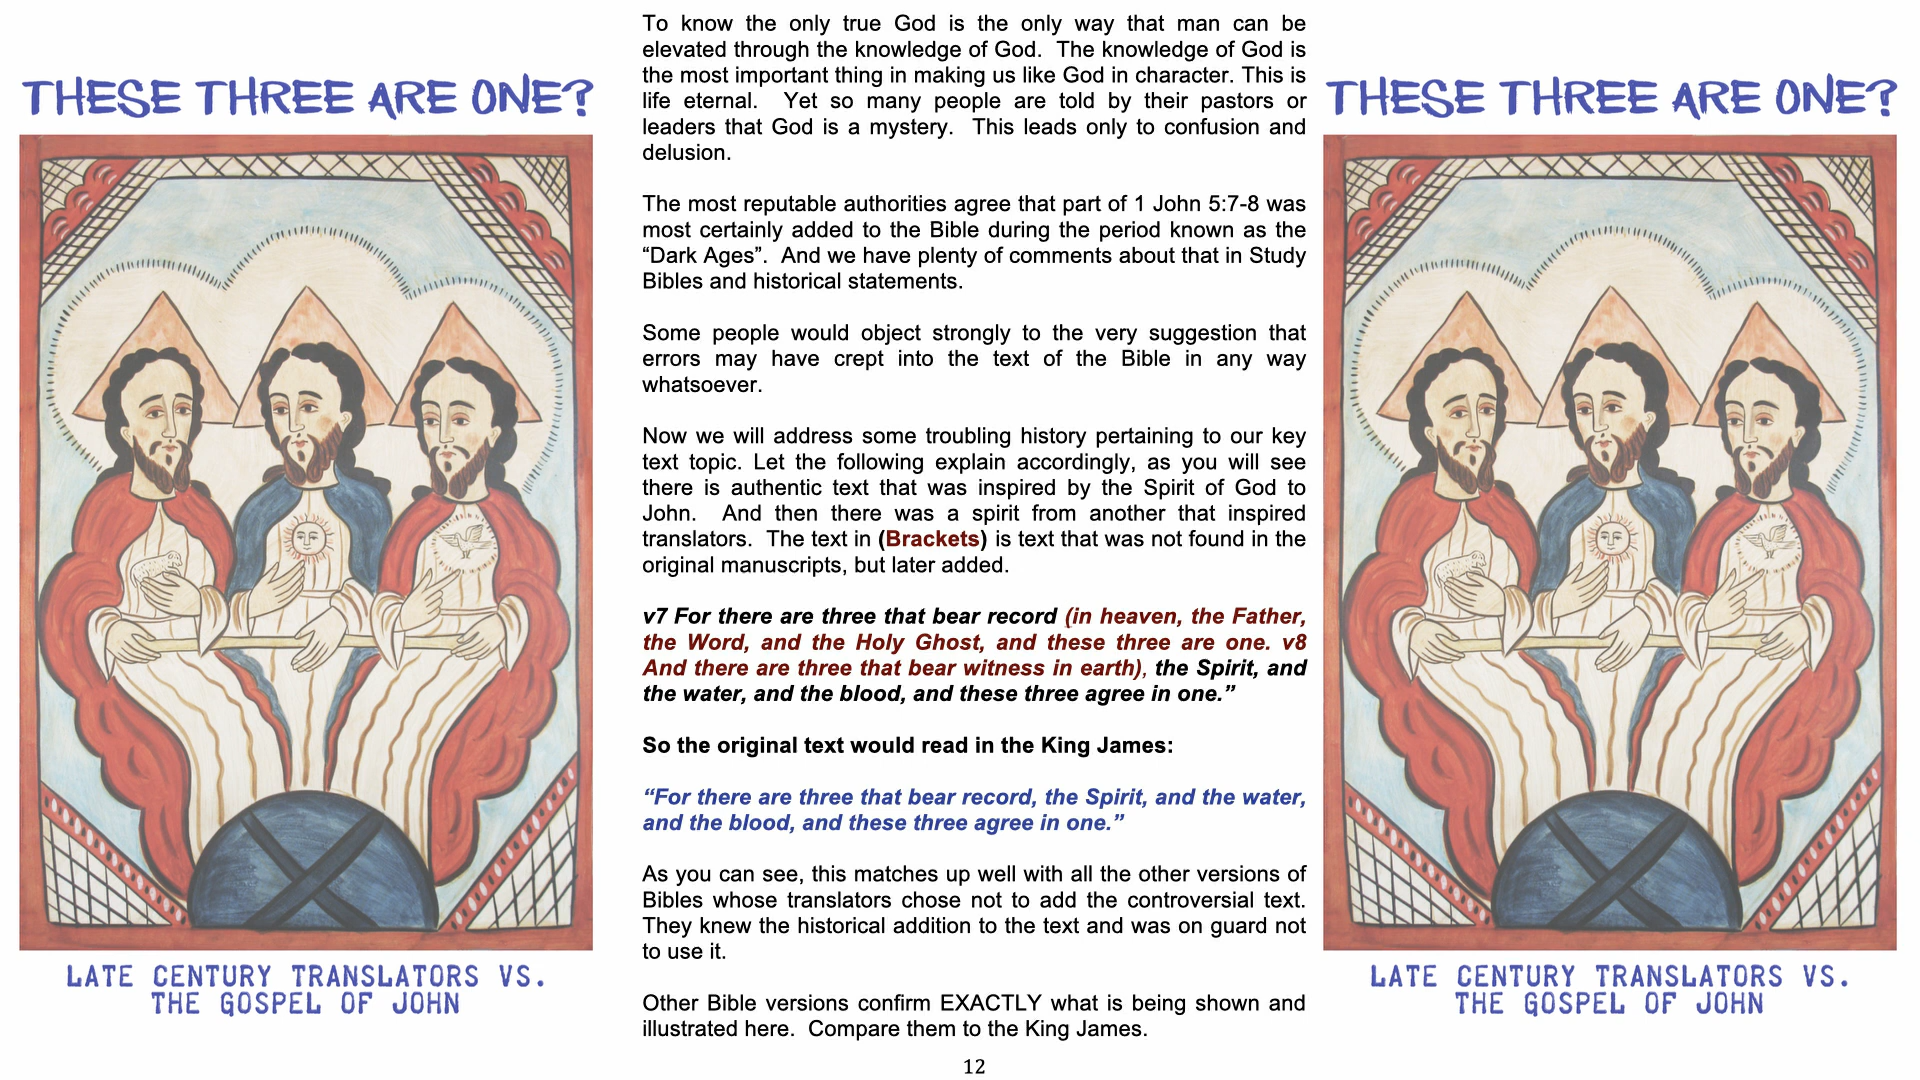 THESE THREE ARE ONE?
LATE CENTURY TRANSLATORS VS.
THE GOSPEL OF JOHN
To know the only true God is the only way that man can be
elevated through the knowledge of God. The knowledge of God is
the most important thing in making us like God in character. This is
life eternal. Yet so many people are told by their pastors or
leaders that God is a mystery. This leads only to confusion and
delusion.
The most reputable authorities agree that part of 1 John 5:7-8 was
most certainly added to the Bible during the period known as the
“Dark Ages”. And we have plenty of comments about that in Study
Bibles and historical statements.
Some people would object strongly to the very suggestion that
errors may have crept into the text of the Bible in any way
whatsoever.
Now we will address some troubling history pertaining to our key
text topic. Let the following explain accordingly, as you will see
there is authentic text that was inspired by the Spirit of God to
John. And then there was a spirit from another that inspired
translators. The text in (Brackets) is text that was not found in the
original manuscripts, but later added.
v7 For there are three that bear record (in heaven, the Father,
the Word, and the Holy Ghost, and these three are one. v8
And there are three that bear witness in earth), the Spirit, and
the water, and the blood, and these three agree in one.”
So the original text would read in the King James:
“For there are three that bear record, the Spirit, and the water,
and the blood, and these three agree in one.”
As you can see, this matches up well with all the other versions of
Bibles whose translators chose not to add the controversial text.
They knew the historical addition to the text and was on guard not
to use it.
Other Bible versions confirm EXACTLY what is being shown and
illustrated here. Compare them to the King James.
12
THESE THREE ARE ONE?
LATE CENTURY TRANSLATORS VS.
THE GOSPEL OF JOHN